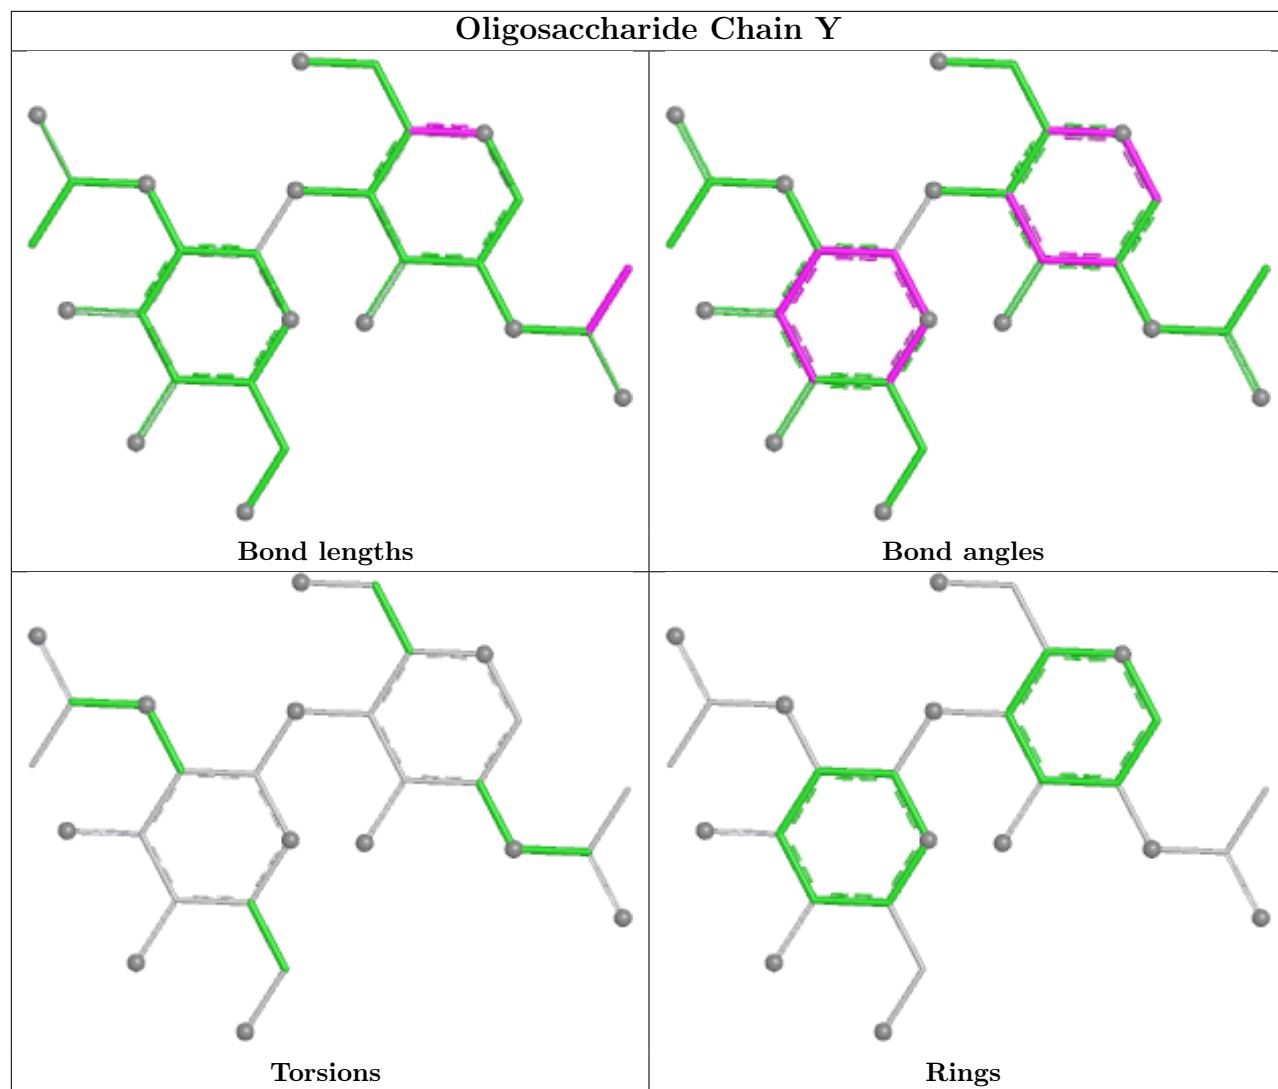 Oligosaccharide Chain Y
Bond lengths
Bond angles
Torsions
Rings